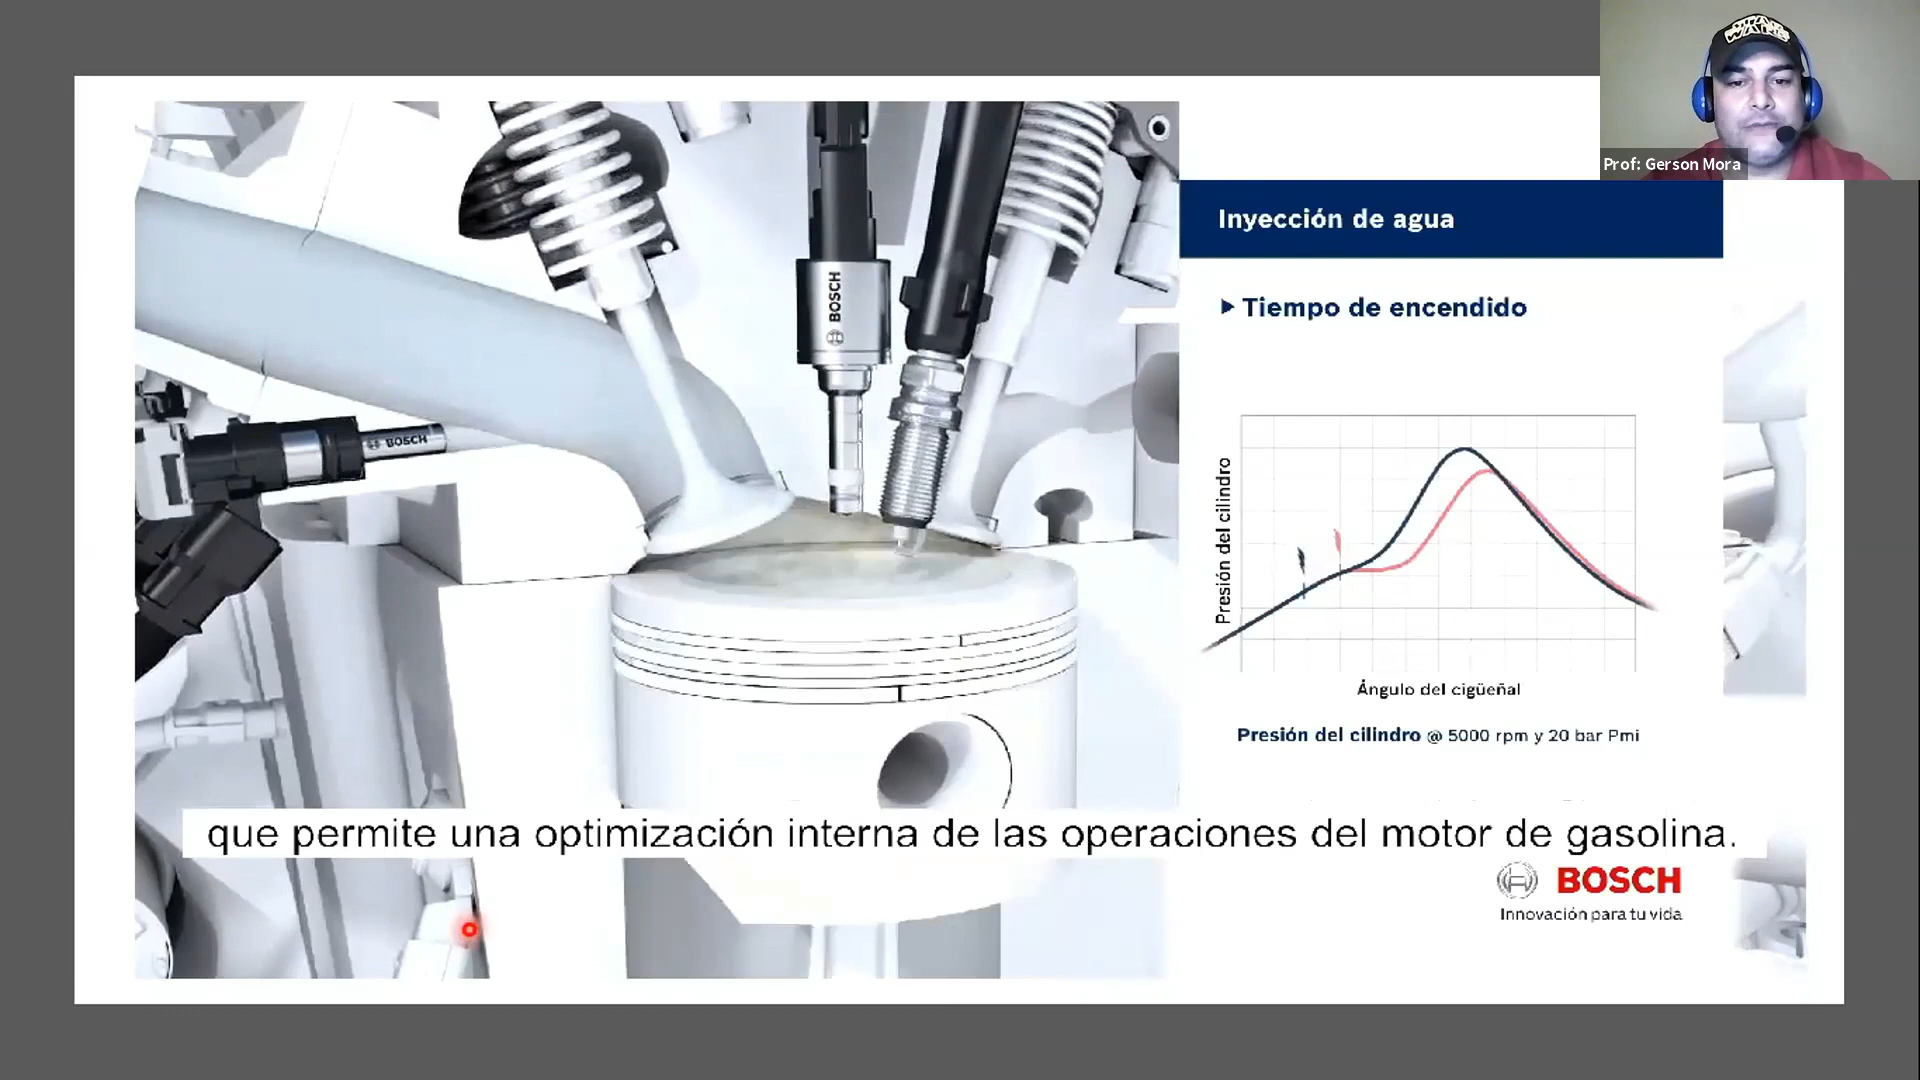 STAR WARS
Prof: Gerson Mora
Inyección de agua
Tiempo de encendido
BOSCH
BOSCH
Presión del cilindro
Ángulo del cigüeñal
Presión del cilindro @ 5000 rpm y 20 bar Pmi
que permite una optimización interna de las operaciones del motor de gasolina.
BOSCH
Innovación para tu vida